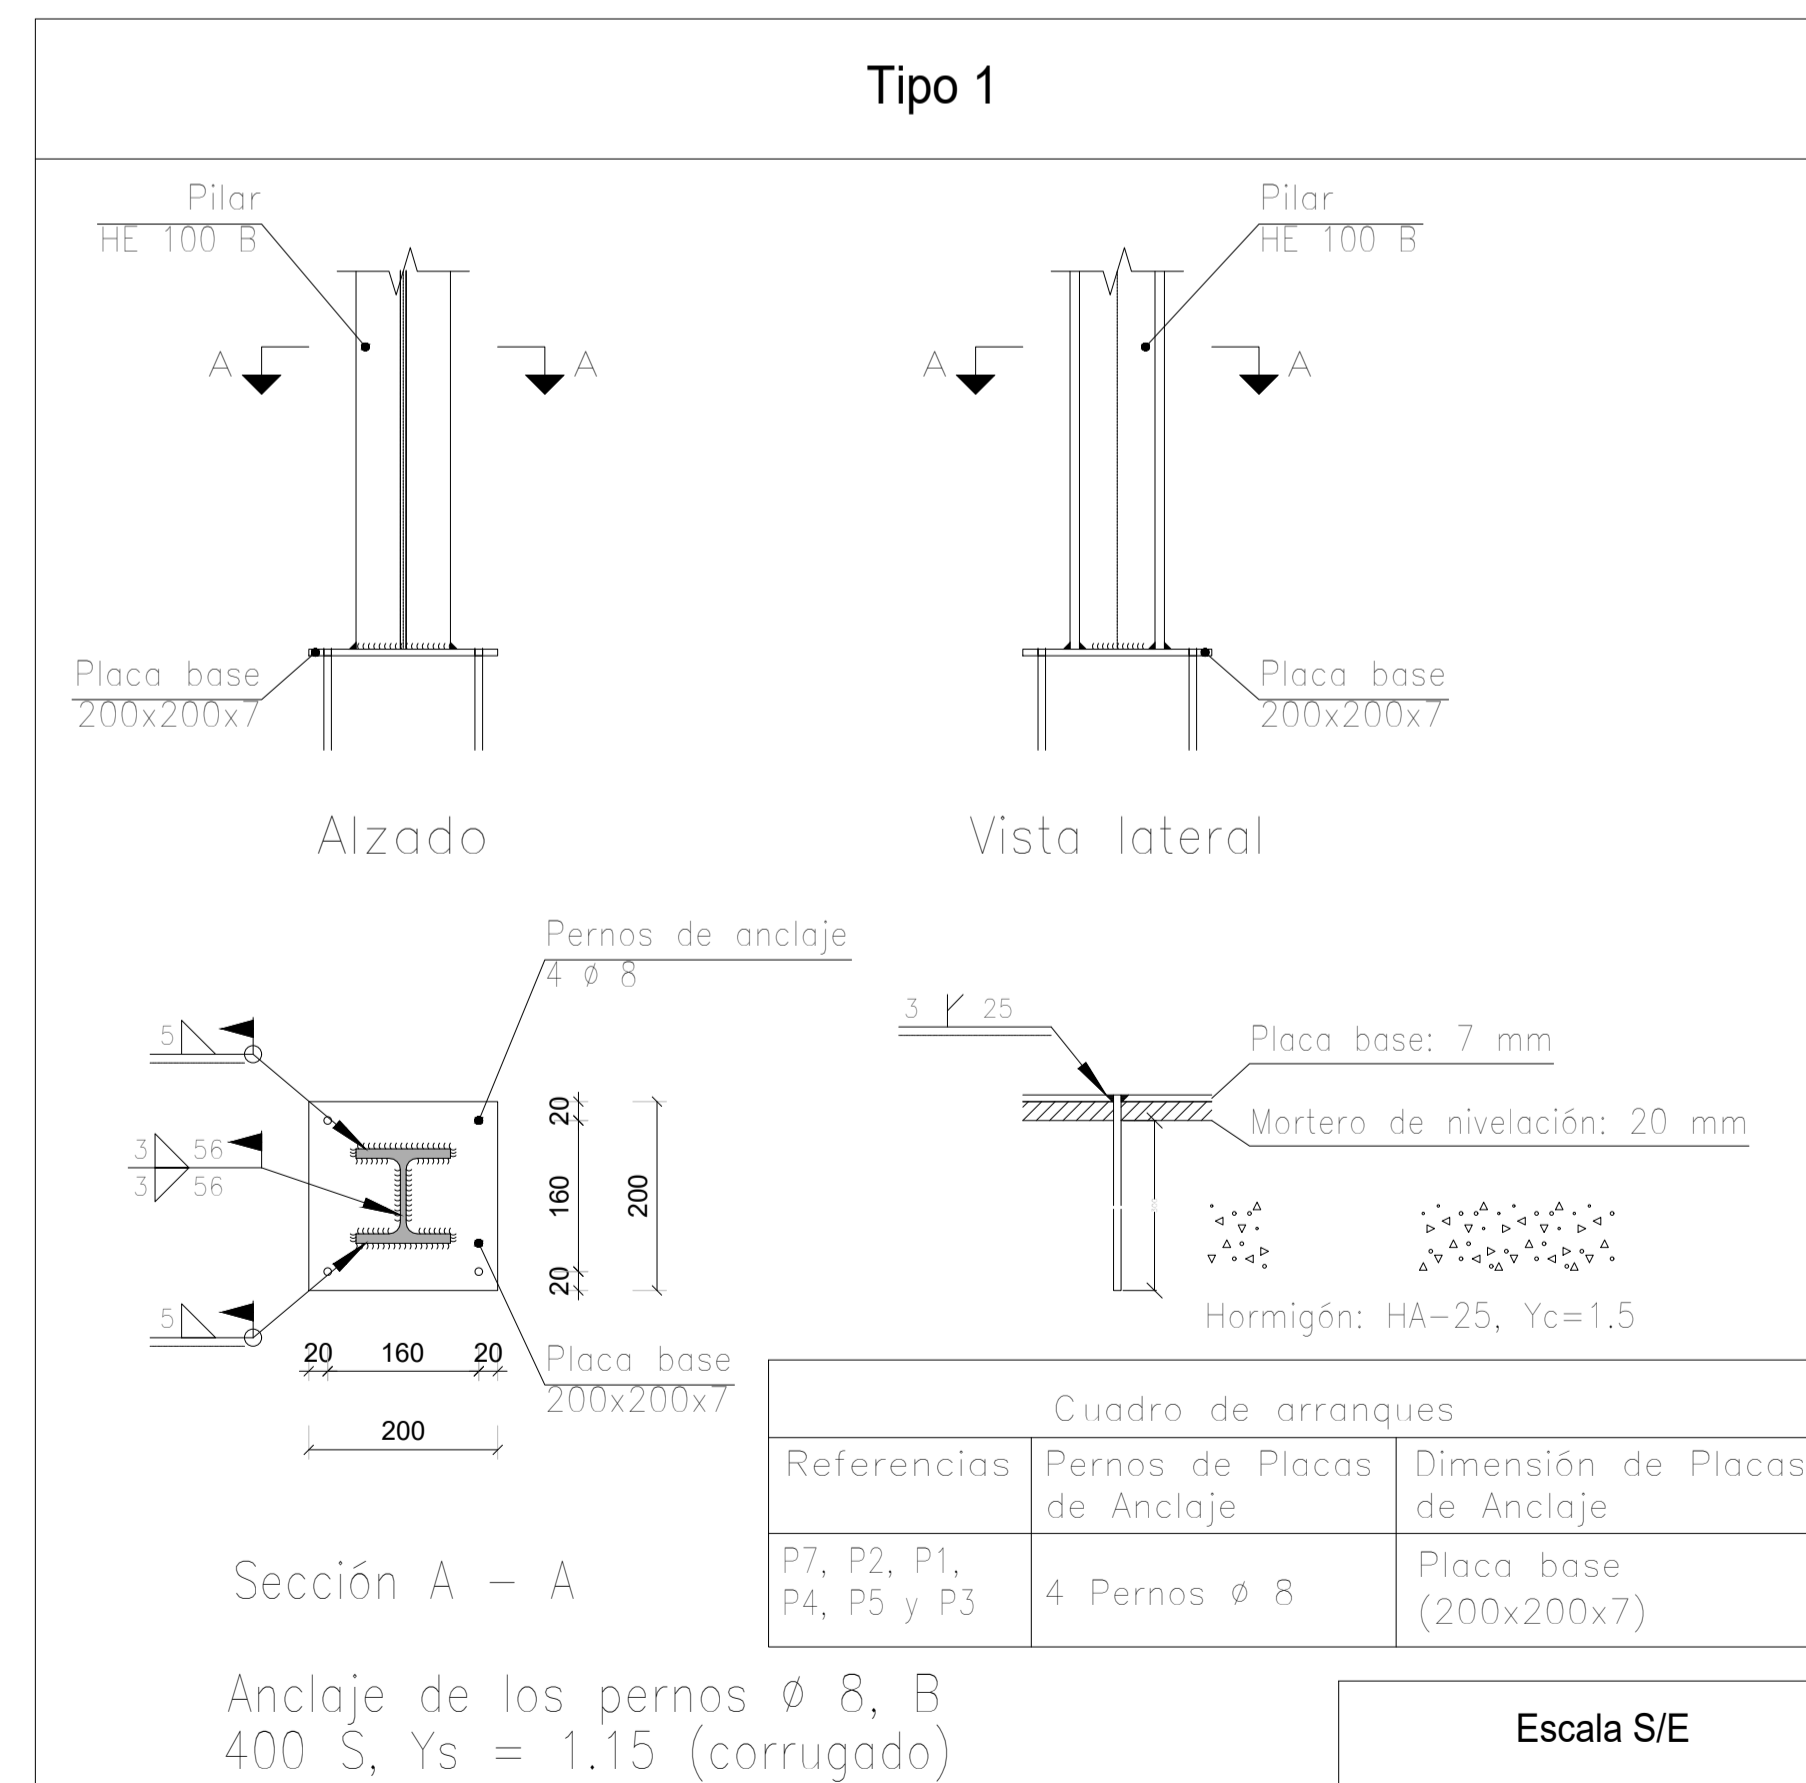 Tipo 1
Pilar
HE 100 B
Pilar
HE 100 B
A
A
A
A
Placa base
200x200x7
Placa base
200x200x7
Alzado
Vista lateral
Pernos de anclaje
4 ø 8
5
3
56
3
56
5
20
160
20
200
20
160
20
200
Placa base
200x200x7
3
25
Placa base: 7 mm
Mortero de nivelación: 20 mm
Hormigón: HA-25, Yc=1.5
Cuadro de arranques
Referencias
Pernos de Placas
de Anclaje
Dimensión de Placas
de Anclaje
P7, P2, P1,
P4, P5 y P3
4 Pernos ø 8
Placa base
(200x200x7)
Sección A - A
Anclaje de los pernos ø 8, B
400 S, Ys = 1.15 (corrugado)
Escala S/E